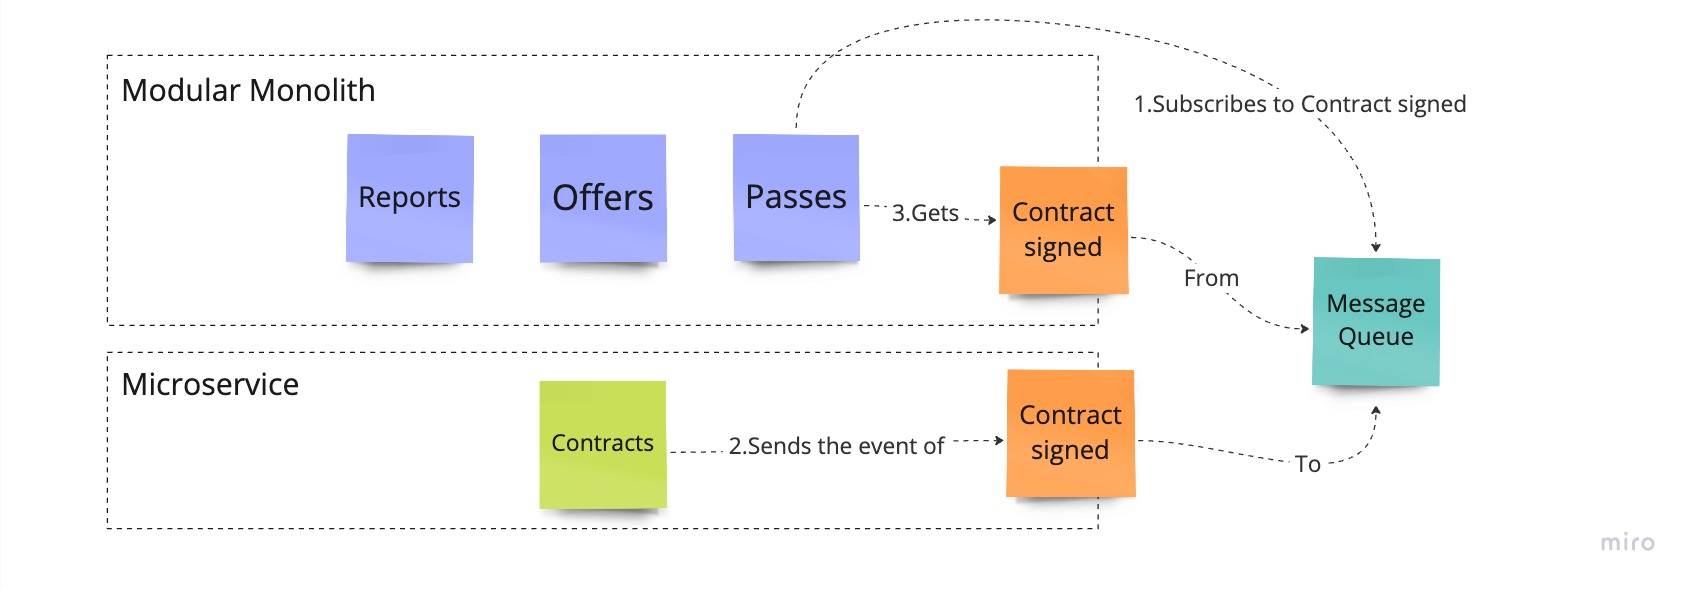 Modular Monolith
1.Subscribes to Contract signed
Reports
Offers
Passes
3.Gets
Contract
signed
From
Message
Queue
Microservice
Contracts
2.Sends the event of
Contract
signed
To
miro